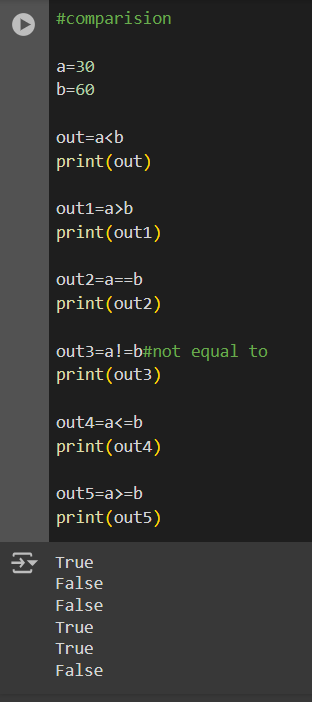 #comparision
a=30
b=60
out=a<b
print(out)
out1=a>b
print(out1)
out2=a==b
print(out2)
out3=a!=b#not equal to
print(out3)
out4=a<=b
print(out4)
out5=a>=b
print(out5)
True
False
False
True
True
False